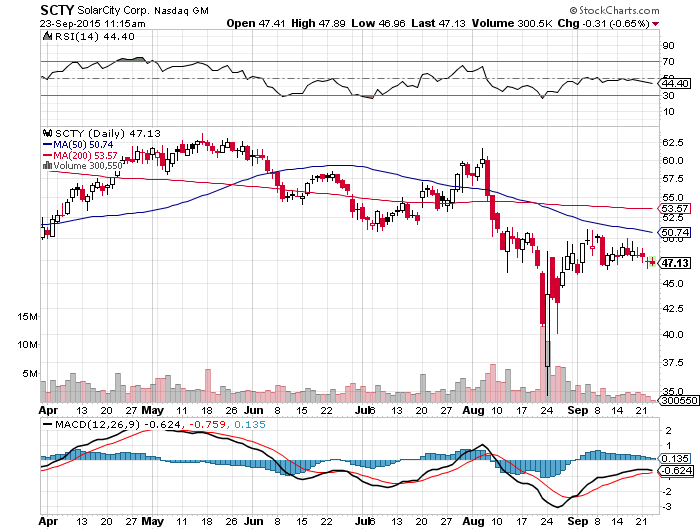 SCTY SolarCity Corp. Nasdaq GM © StockCharts.com
23-Sep-2015 11:15am Open 47.41 High 47.89 Low 46.96 Last 47.13 Volume 300.5K Chg -0.31 (-0.65%)
RSI(14) 44.40
90
70
50
44.40
30
10
SCTY (Daily) 47.13
MA(50) 50.74
MA(200) 53.57
Volume 300,550
62.5
60.0
57.5
55.0
53.57
52.5
50.74
47.13
45.0
42.5
40.0
37.5
35.0
15M
10M
5M
300550
Apr 13 20 27 May 11 18 26 Jun 8 15 22 Jul 6 13 20 27 Aug 10 17 24 Sep 8 14 21
MACD(12,26,9) -0.624, -0.759, 0.135
2
1
0.135
-0.624
-1
-2
-3
Apr 13 20 27 May 11 18 26 Jun 8 15 22 Jul 6 13 20 27 Aug 10 17 24 Sep 8 14 21